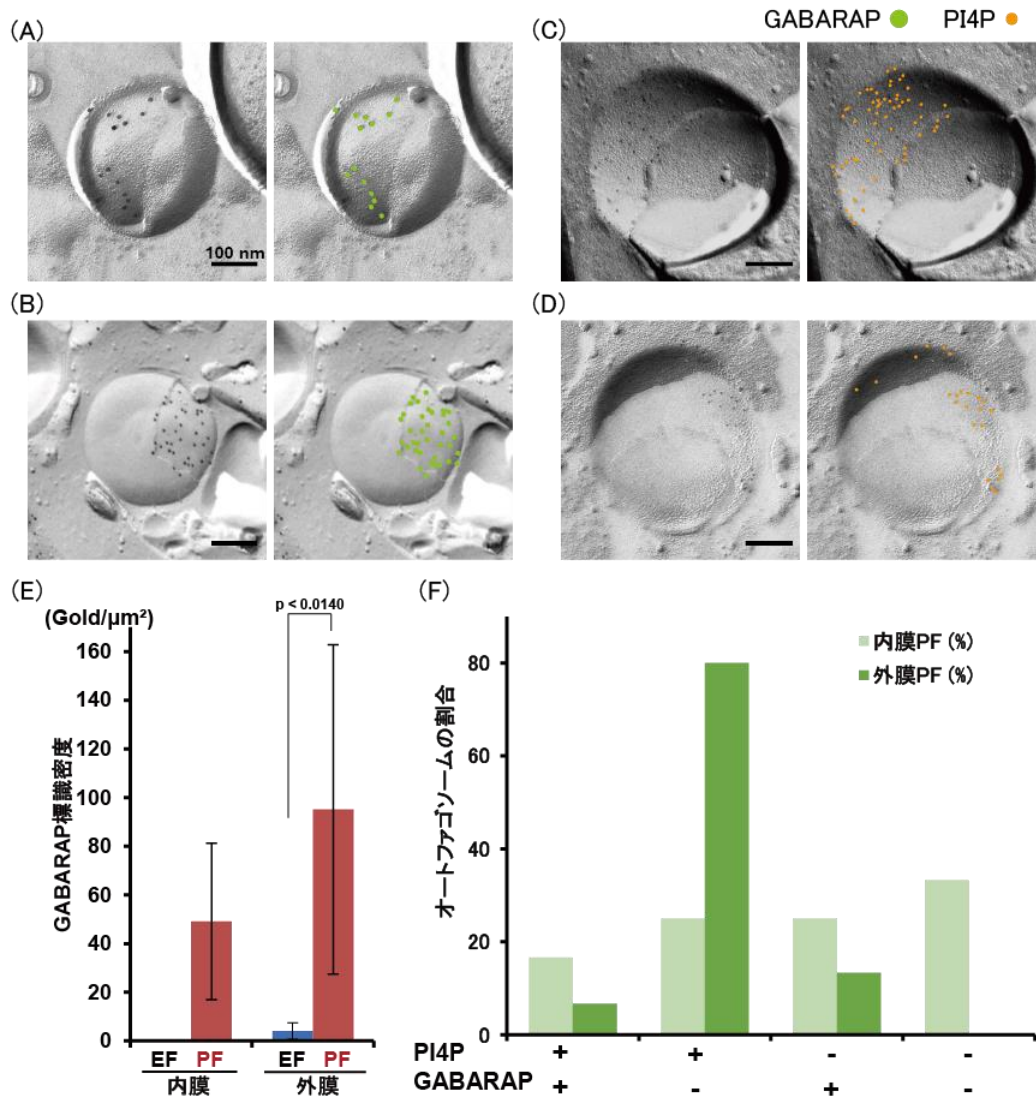 GABARAP PI4P
(A)
(C)
100 nm
(B)
(D)
(E)
(Gold/μm²)
p < 0.0140
160
140
120
100
80
60
40
20
0
GABARAP標識密度
EF PF EF PF
内膜 外膜
(F)
内膜PF (%)
外膜PF (%)
80
60
40
20
0
オートファゴソームの割合
PI4P + + - -
GABARAP + - + -